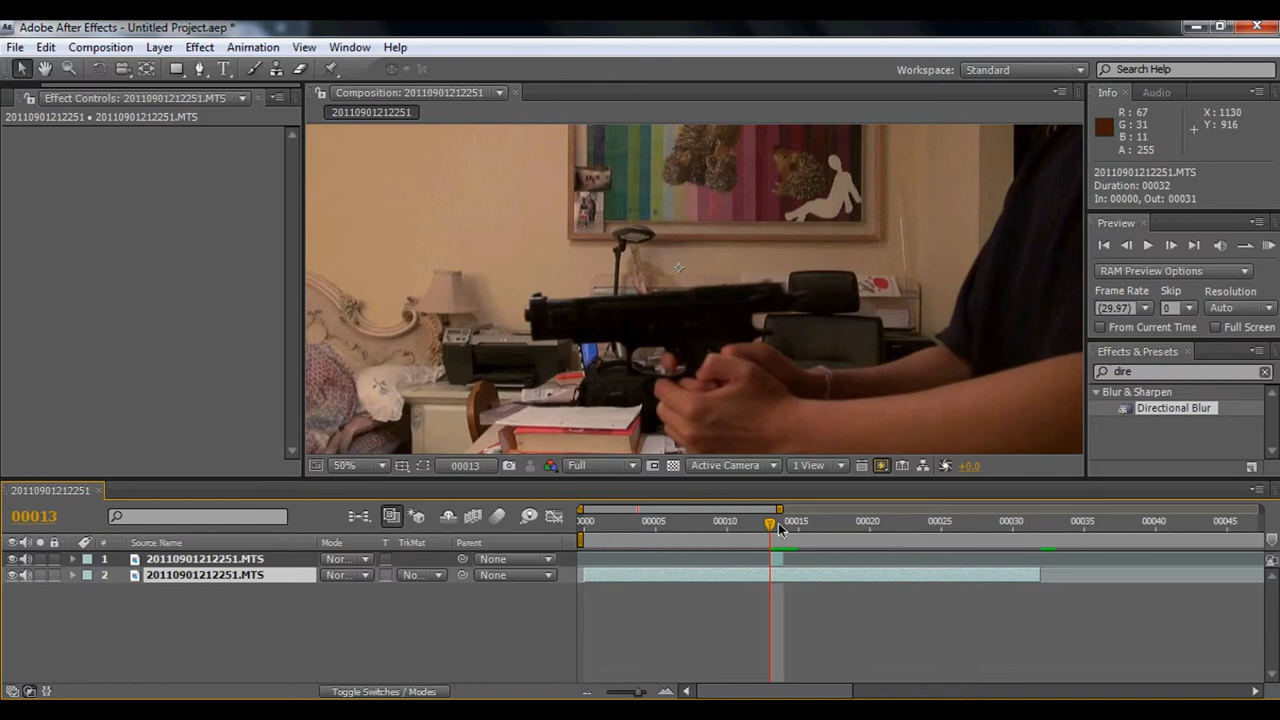 Adobe After Effects - Untitled Project.aep *
File Edit Composition Layer Effect Animation View Window Help
Workspace: Standard Search Help
Effect Controls: 20110901212251.MTS
20110901212251 • 20110901212251.MTS
Composition: 20110901212251
20110901212251
Info Audio
R : 67
G : 31
B : 11
A : 255
X : 1130
Y : 916
20110901212251.MTS
Duration: 00032
In: 00000, Out: 00031
Preview
RAM Preview Options
Frame Rate Skip Resolution
(29.97) 0 Auto
From Current Time Full Screen
Effects & Presets
dire
Blur & Sharpen
Directional Blur
50% 00013 Full Active Camera 1 View +0.0
20110901212251
00013
0000 00005 00010 00015 00020 00025 00030 00035 00040 00045
# Source Name Mode T TrkMat Parent
1 20110901212251.MTS Nor... None
2 20110901212251.MTS Nor... No... None
Toggle Switches / Modes